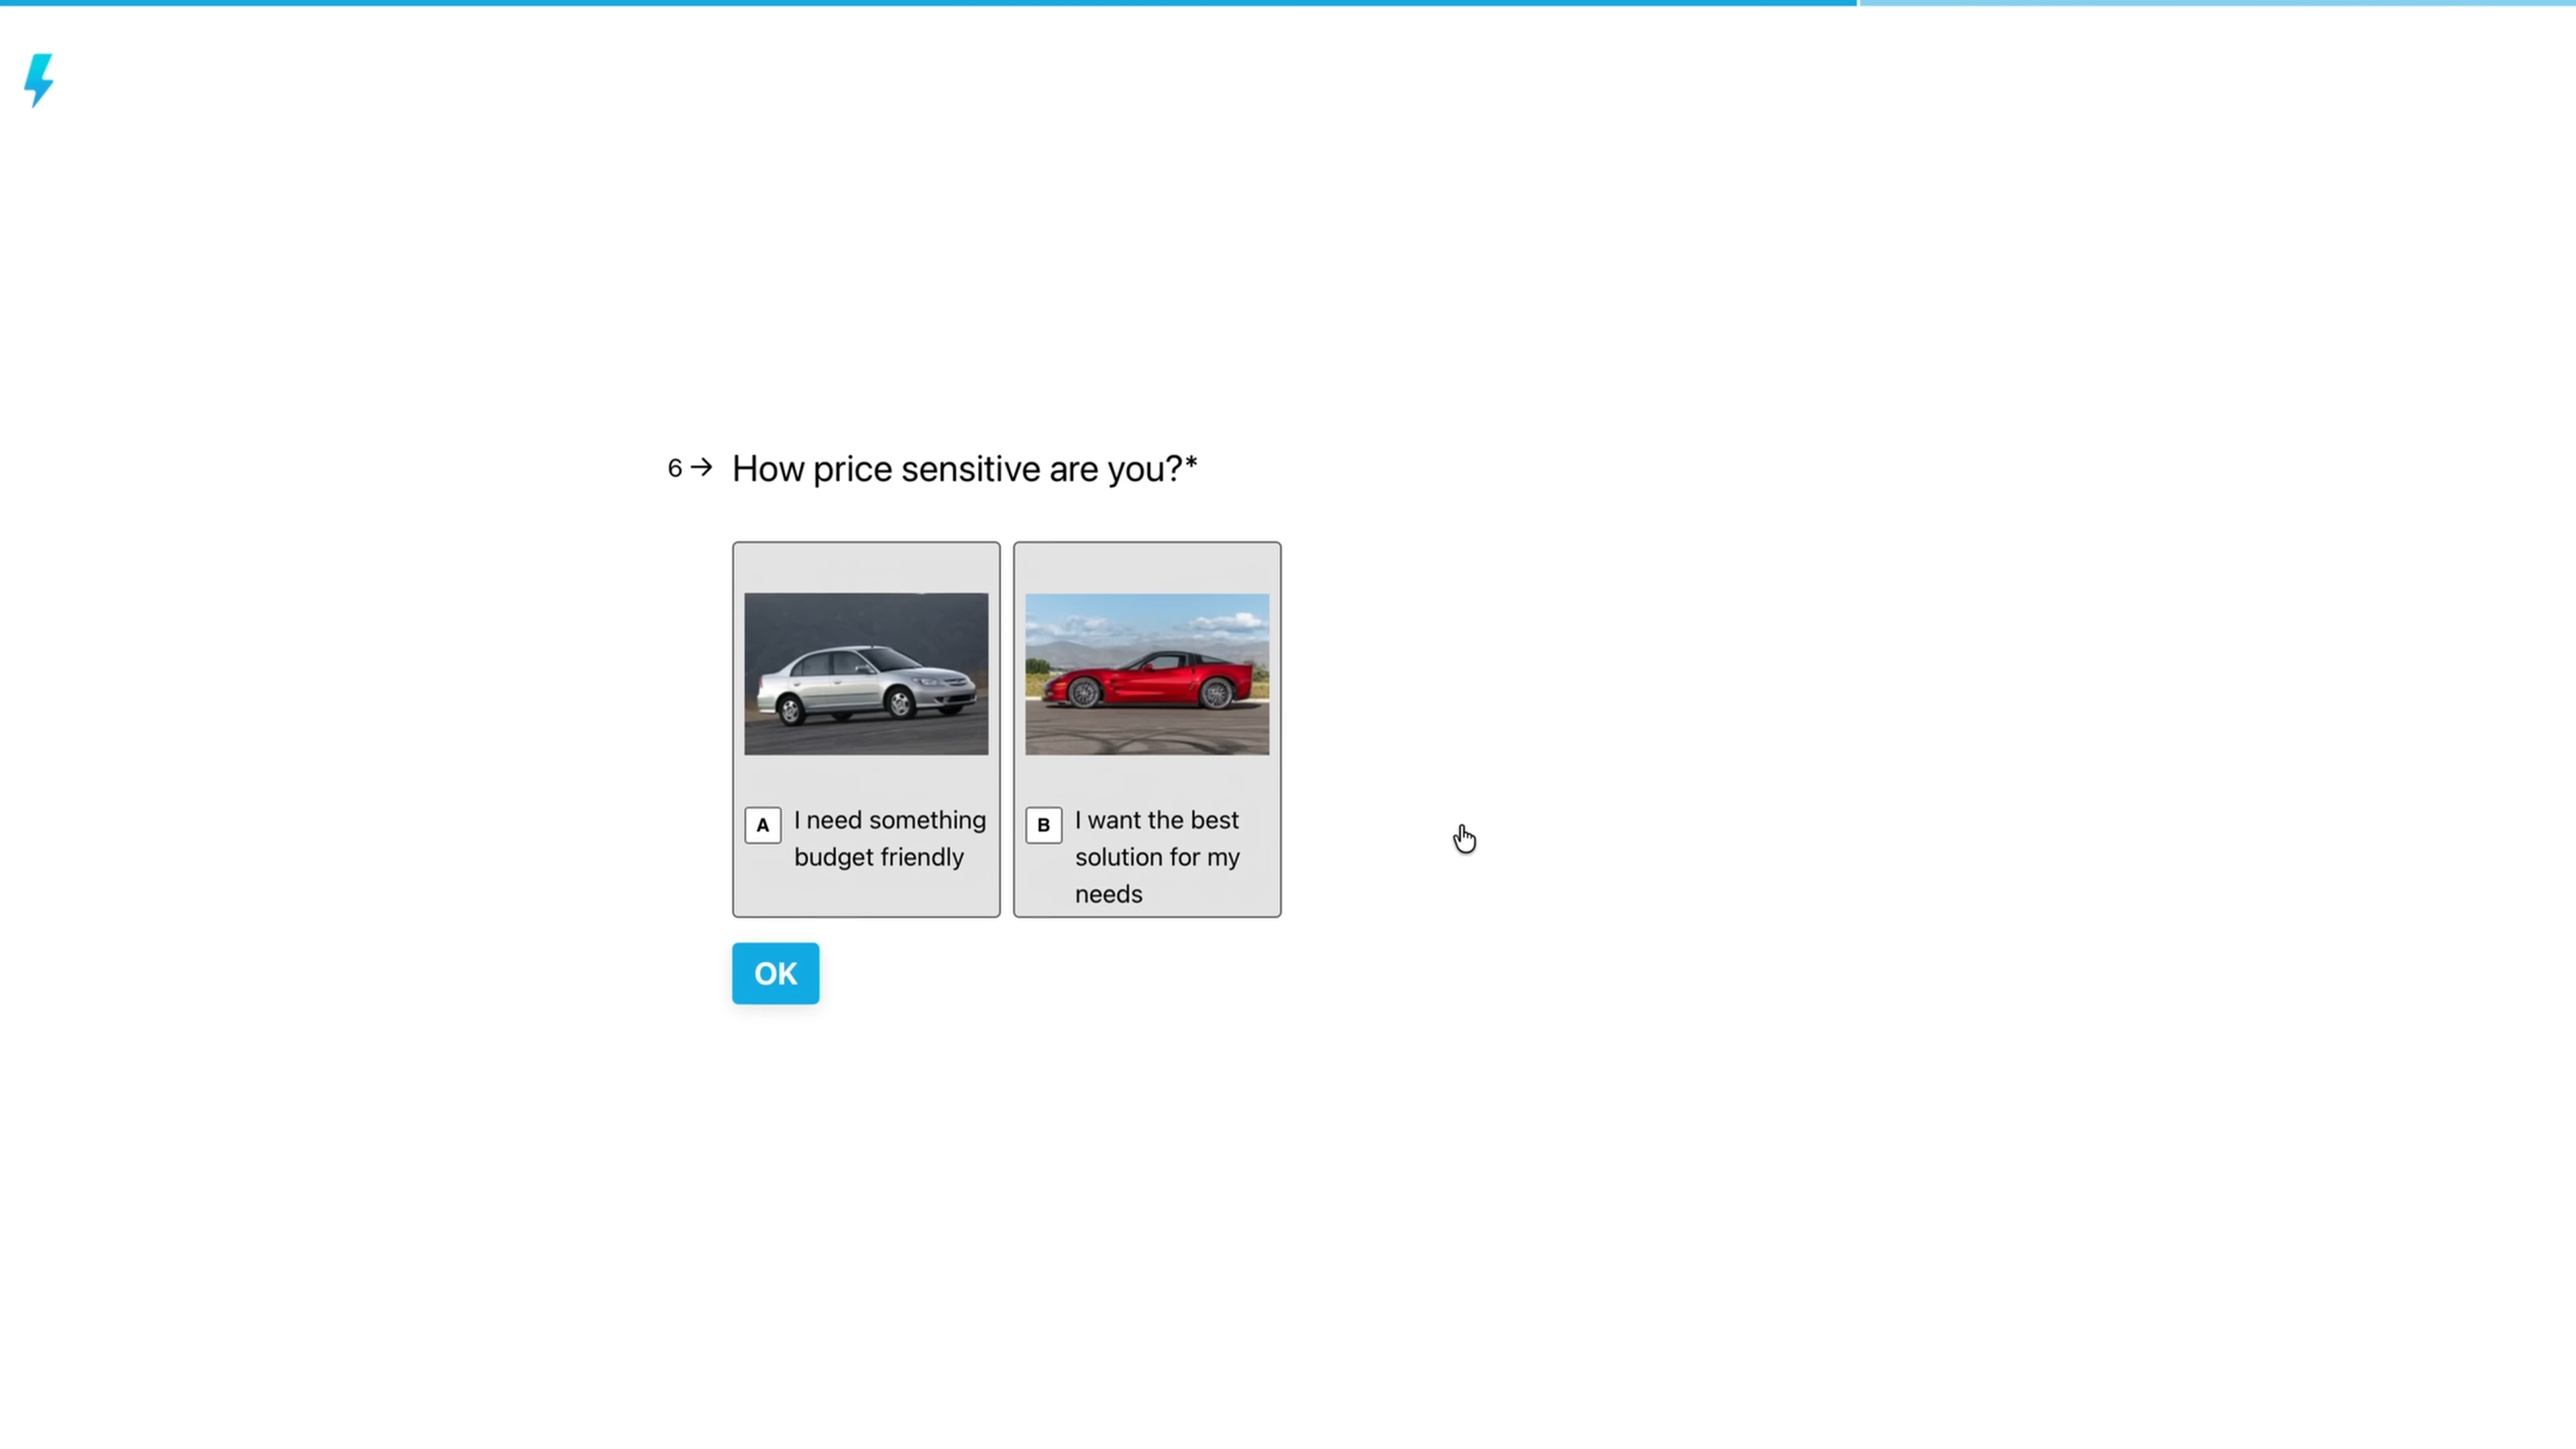 6 → How price sensitive are you?*
A I need something
budget friendly
B I want the best
solution for my
needs
OK